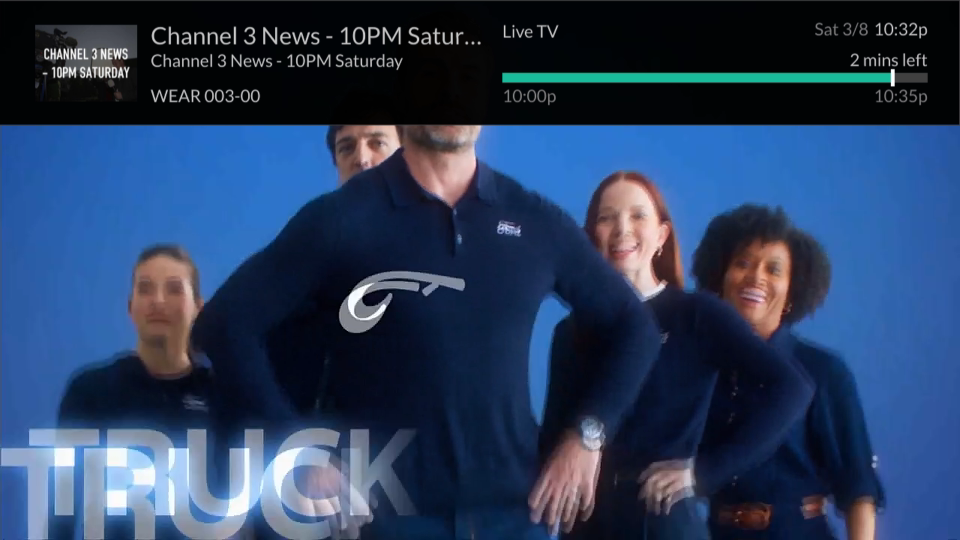 CHANNEL 3 NEWS
- 10PM SATURDAY
Channel 3 News - 10PM Satur...
Channel 3 News - 10PM Saturday
WEAR 003-00
Live TV
Sat 3/8 10:32p
2 mins left
10:00p
10:35p
TRUCK